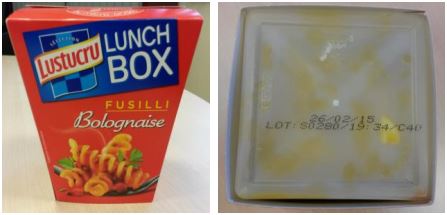 SÉLECTION
Lustucru
LUNCH
BOX
FUSILLI
Bolognaise
26/02/15
LOT: S0280/19:34/C40